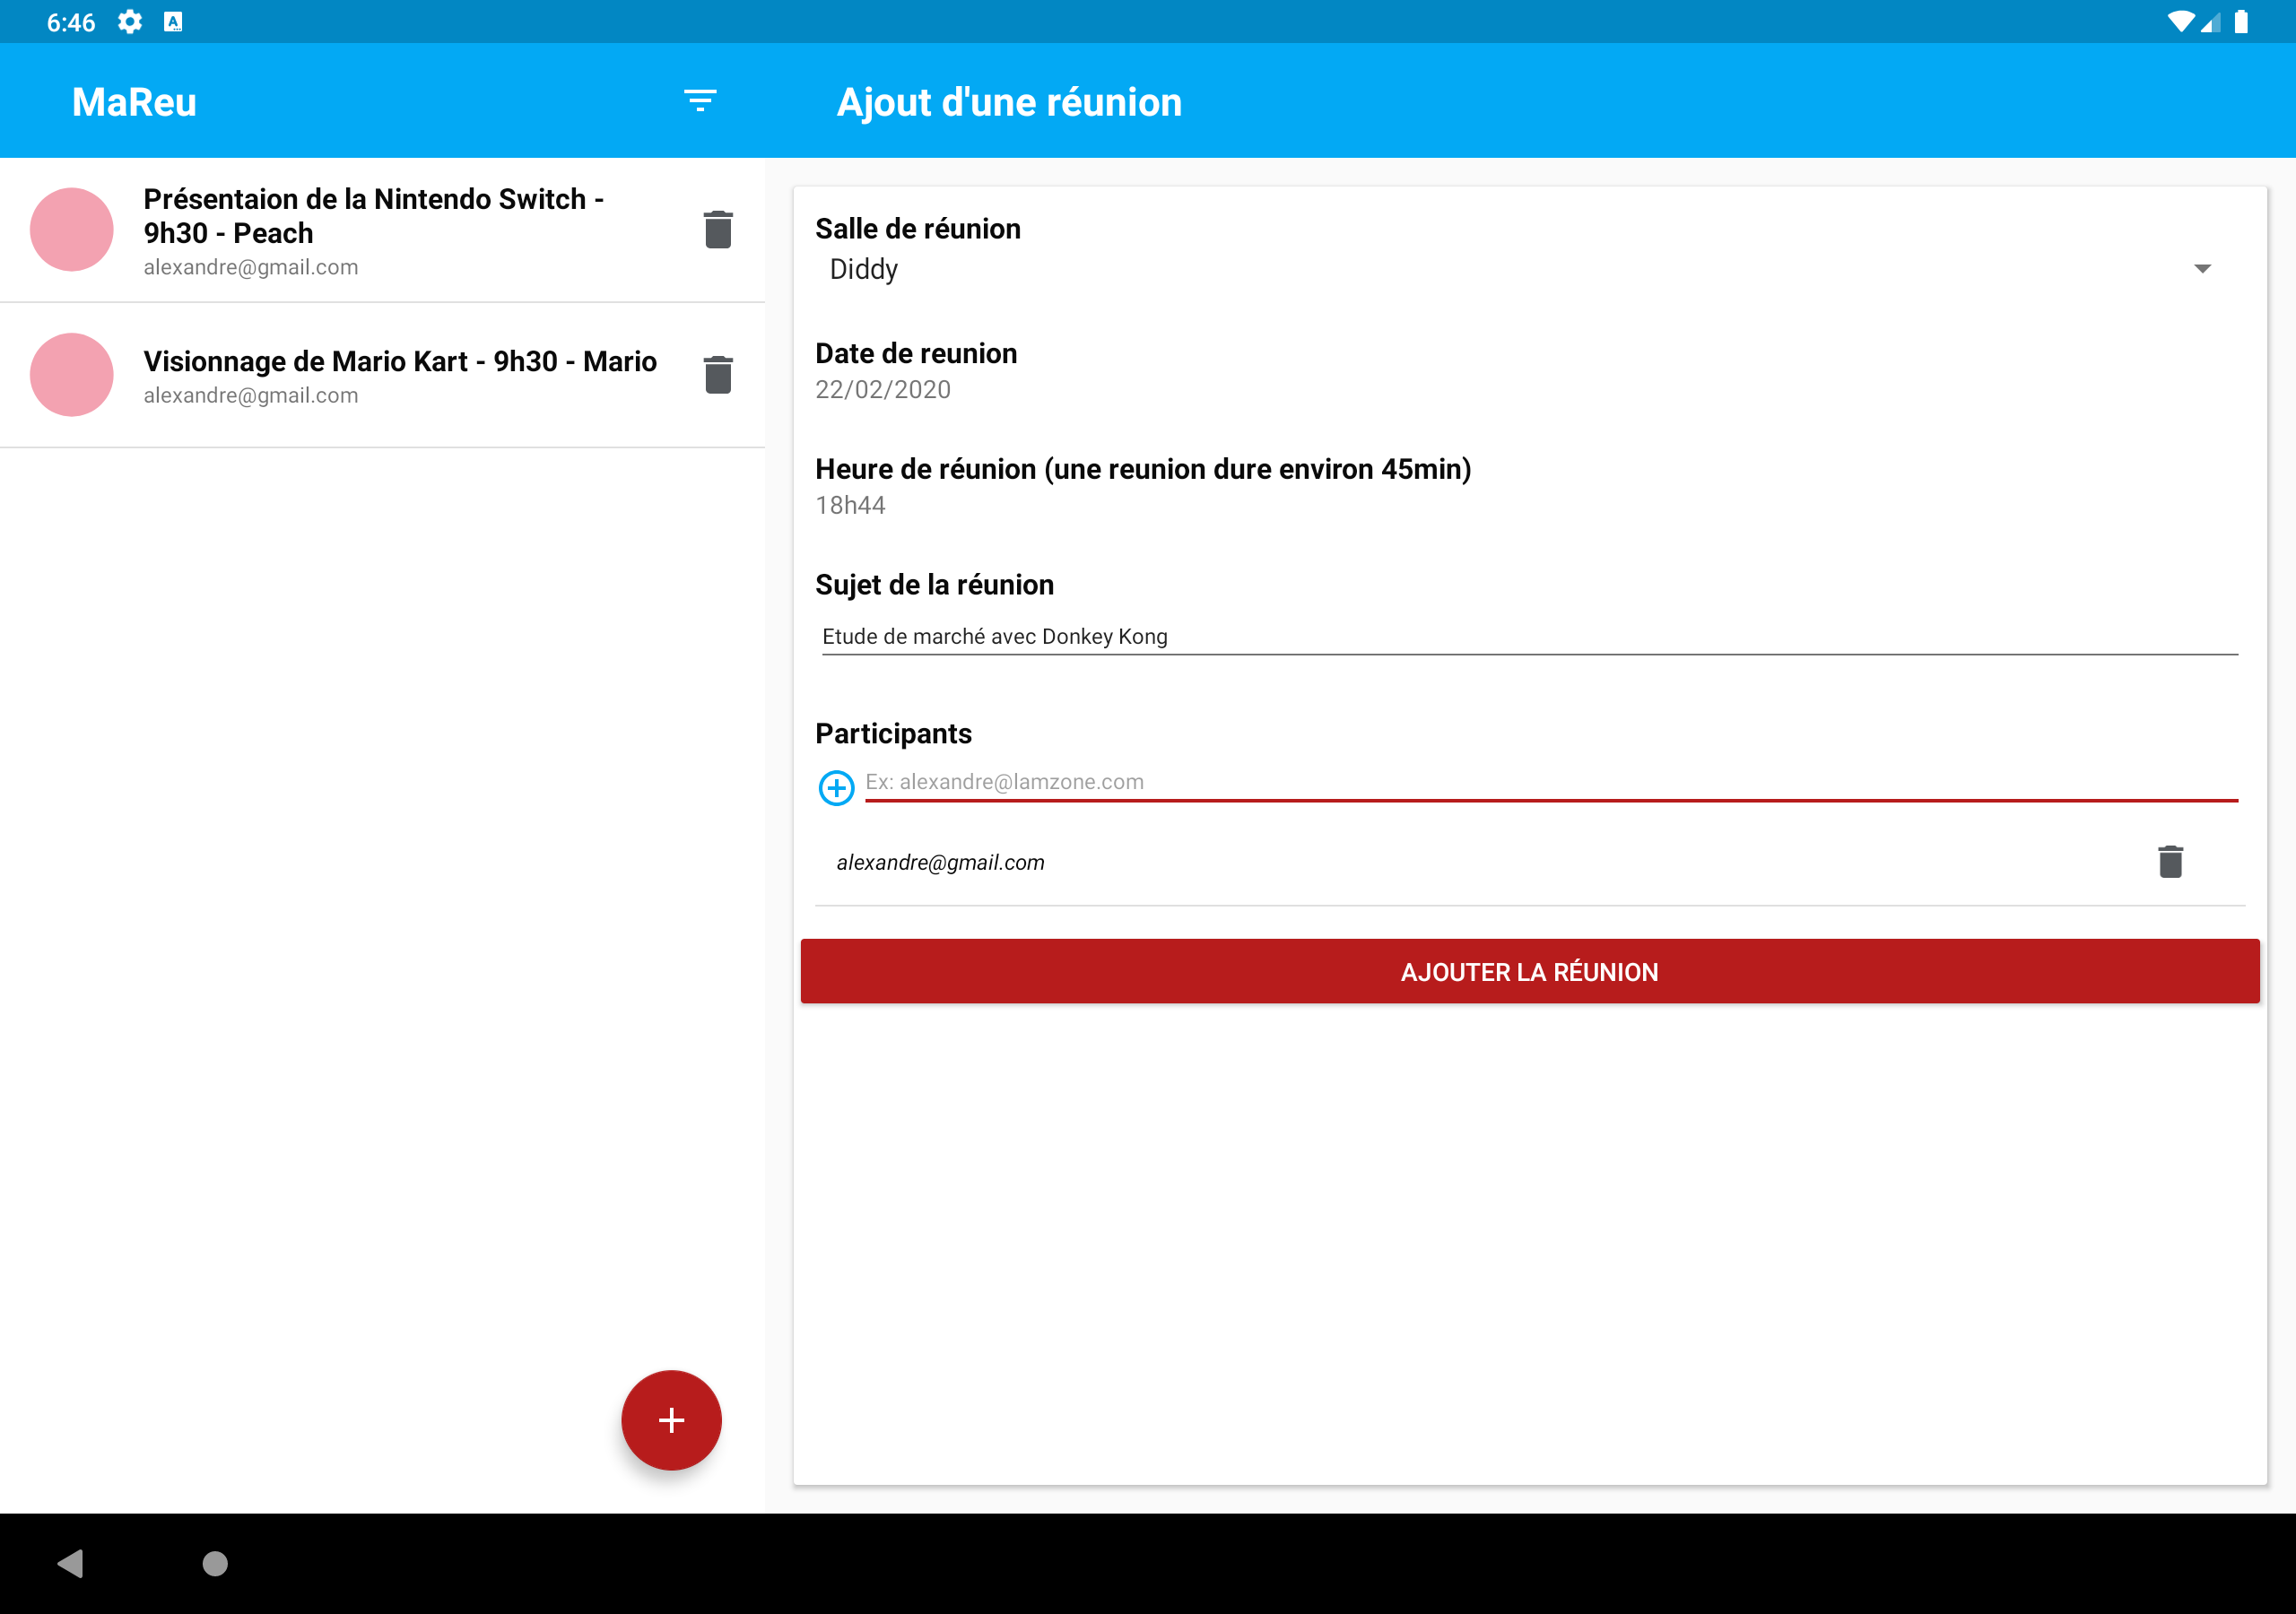 6:46
MaReu
Présentaion de la Nintendo Switch -
9h30 - Peach
alexandre@gmail.com
Visionnage de Mario Kart - 9h30 - Mario
alexandre@gmail.com
Ajout d'une réunion
Salle de réunion
Diddy
Date de reunion
22/02/2020
Heure de réunion (une reunion dure environ 45min)
18h44
Sujet de la réunion
Etude de marché avec Donkey Kong
Participants
Ex: alexandre@lamzone.com
alexandre@gmail.com
AJOUTER LA RÉUNION